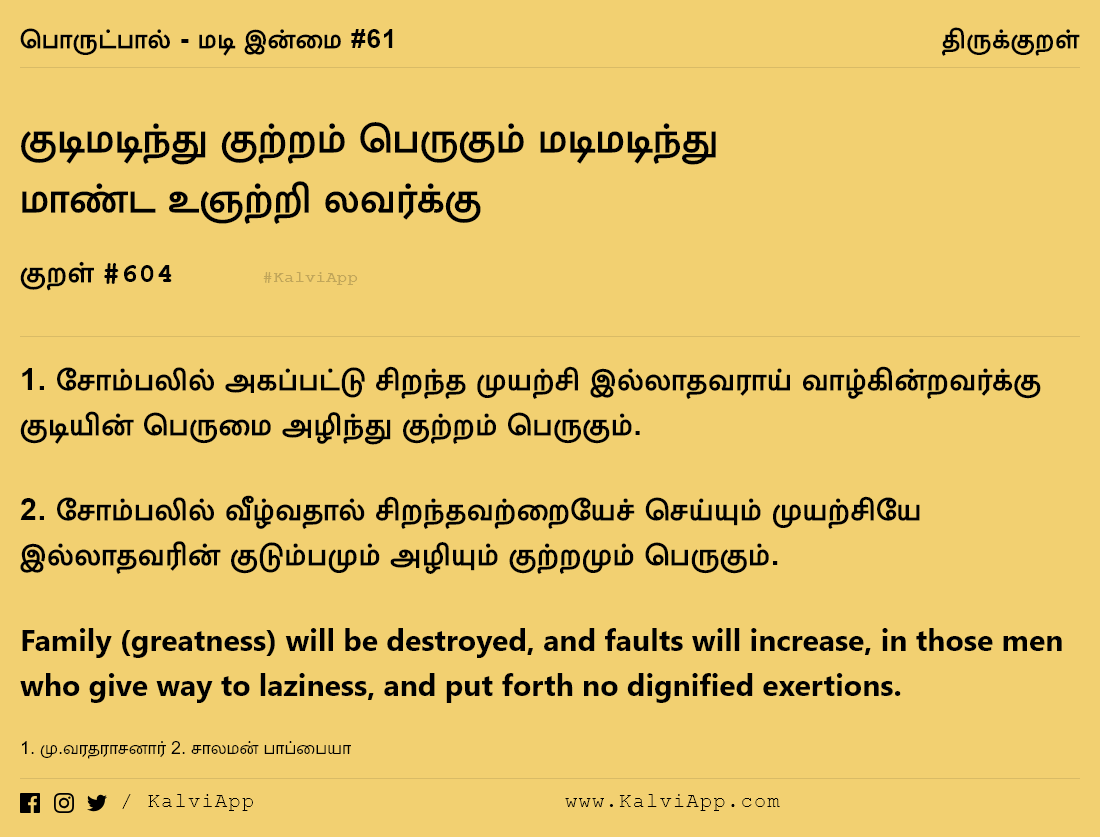 பொருட்பால் - மடி இன்மை #61
திருக்குறள்
குடிமடிந்து குற்றம் பெருகும் மடிமடிந்து
மாண்ட உஞற்றி லவர்க்கு
குறள் #604
#KalviApp
1. சோம்பலில் அகப்பட்டு சிறந்த முயற்சி இல்லாதவராய் வாழ்கின்றவர்க்கு
குடியின் பெருமை அழிந்து குற்றம் பெருகும்.
2. சோம்பலில் வீழ்வதால் சிறந்தவற்றையேச் செய்யும் முயற்சியே
இல்லாதவரின் குடும்பமும் அழியும் குற்றமும் பெருகும்.
Family (greatness) will be destroyed, and faults will increase, in those men
who give way to laziness, and put forth no dignified exertions.
1. மு.வரதராசனார் 2. சாலமன் பாப்பையா
/ KalviApp
www.KalviApp.com